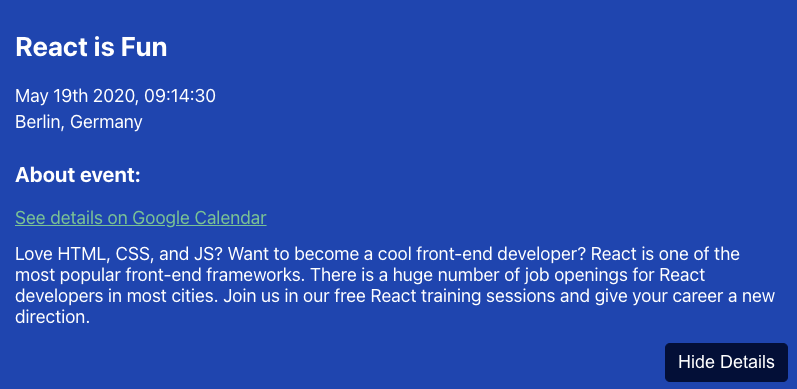 React is Fun
May 19th 2020, 09:14:30
Berlin, Germany
About event:
See details on Google Calendar
Love HTML, CSS, and JS? Want to become a cool front-end developer? React is one of the
most popular front-end frameworks. There is a huge number of job openings for React
developers in most cities. Join us in our free React training sessions and give your career a new
direction.
Hide Details